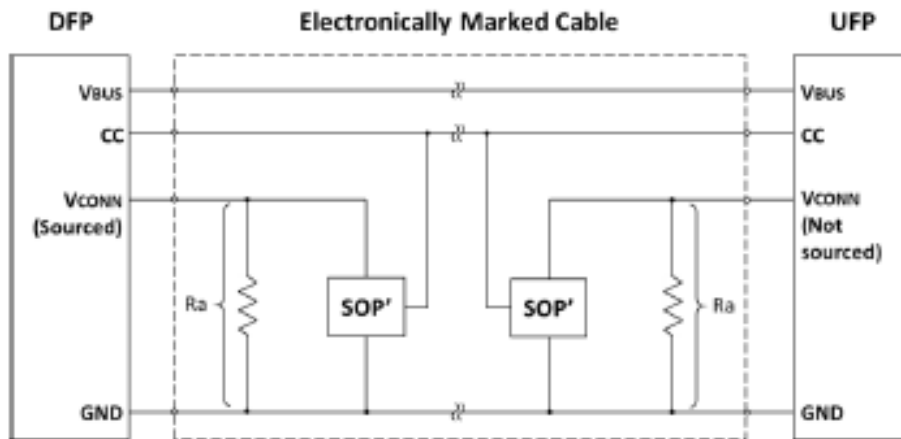 DFP
Electronically Marked Cable
UFP
VBUS
CC
VCONN
(Sourced)
GND
Ra
SOP'
SOP'
Ra
VBUS
CC
VCONN
(Not
sourced)
GND